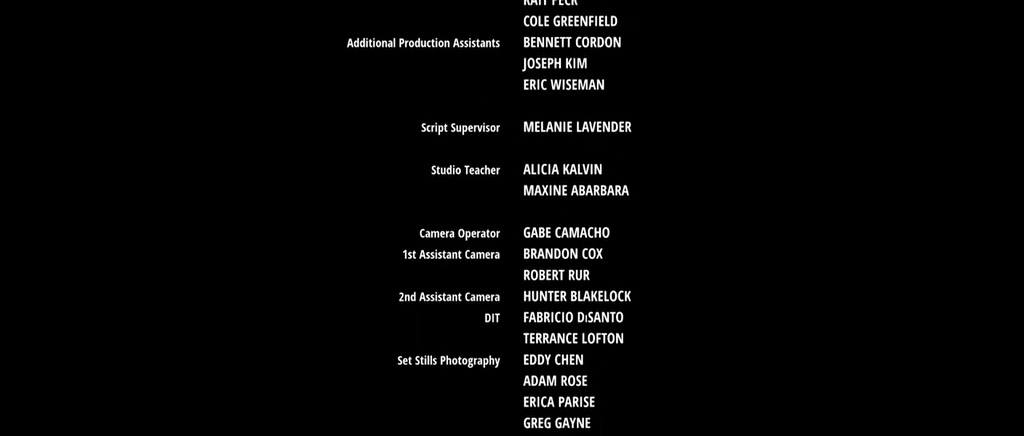 COLE GREENFIELD
Additional Production Assistants BENNETT CORDON
JOSEPH KIM
ERIC WISEMAN
Script Supervisor MELANIE LAVENDER
Studio Teacher ALICIA KALVIN
MAXINE ABARBARA
Camera Operator GABE CAMACHO
1st Assistant Camera BRANDON COX
ROBERT RUR
2nd Assistant Camera HUNTER BLAKELOCK
DIT FABRICIO DiSANTO
TERRANCE LOFTON
Set Stills Photography EDDY CHEN
ADAM ROSE
ERICA PARISE
GREG GAYNE